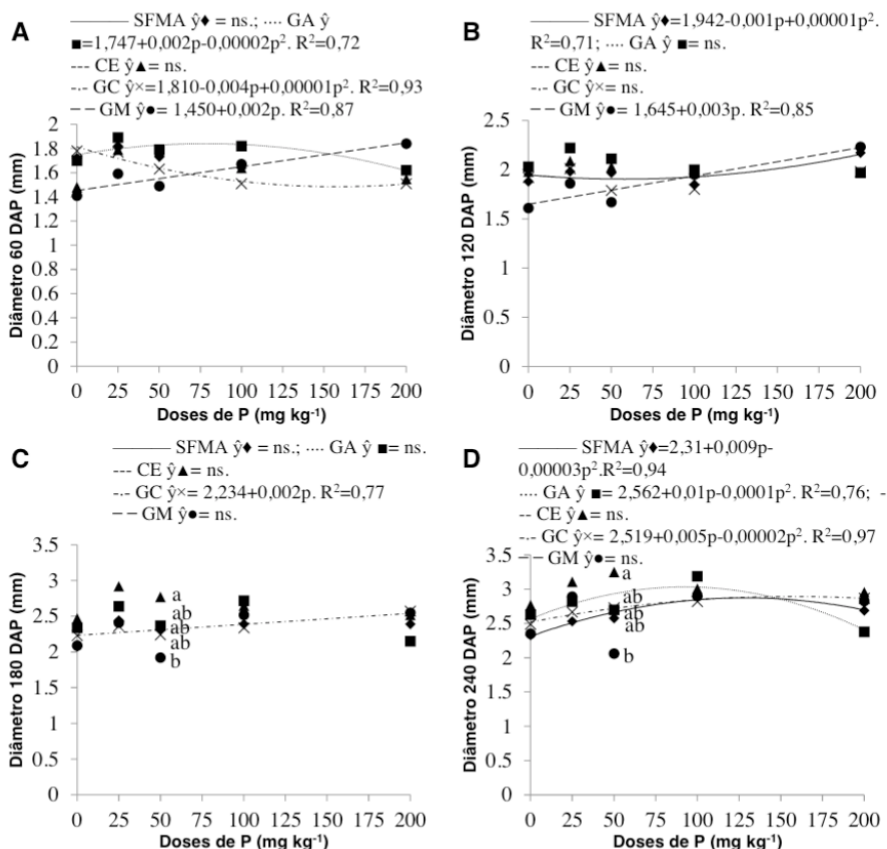 A
SFMA ŷ♦ = ns.; ···· GA ŷ
■=1,747+0,002p-0,00002p². R²=0,72
CE ŷ▲= ns.
GC ŷ×=1,810-0,004p+0,00001p². R²=0,93
GM ŷ●= 1,450+0,002p. R²=0,87
Diâmetro 60 DAP (mm)
2
1.8
1.6
1.4
1.2
1
0.8
0.6
0.4
0.2
0
0 25 50 75 100 125 150 175 200
Doses de P (mg kg⁻¹)
B
SFMA ŷ♦=1,942-0,001p+0,00001p².
R²=0,71; ···· GA ŷ ■= ns.
CE ŷ▲= ns.
GC ŷ×= ns.
GM ŷ●= 1,645+0,003p. R²=0,85
Diâmetro 120 DAP (mm)
2.5
2
1.5
1
0.5
0
0 25 50 75 100 125 150 175 200
Doses de P (mg kg⁻¹)
C
SFMA ŷ♦ = ns.; ···· GA ŷ ■= ns.
CE ŷ▲= ns.
GC ŷ×= 2,234+0,002p. R²=0,77
GM ŷ●= ns.
Diâmetro 180 DAP (mm)
3.5
3
2.5
2
1.5
1
0.5
0
a
ab
ab
ab
b
0 25 50 75 100 125 150 175 200
Doses de P (mg kg⁻¹)
D
SFMA ŷ♦=2,31+0,009p-
0,00003p².R²=0,94
GA ŷ ■= 2,562+0,01p-0,0001p². R²=0,76; -
-- CE ŷ▲= ns.
GC ŷ×= 2,519+0,005p-0,00002p². R²=0,97
GM ŷ●= ns.
Diâmetro 240 DAP (mm)
3.5
3
2.5
2
1.5
1
0.5
0
a
ab
ab
ab
b
0 25 50 75 100 125 150 175 200
Doses de P (mg kg⁻¹)